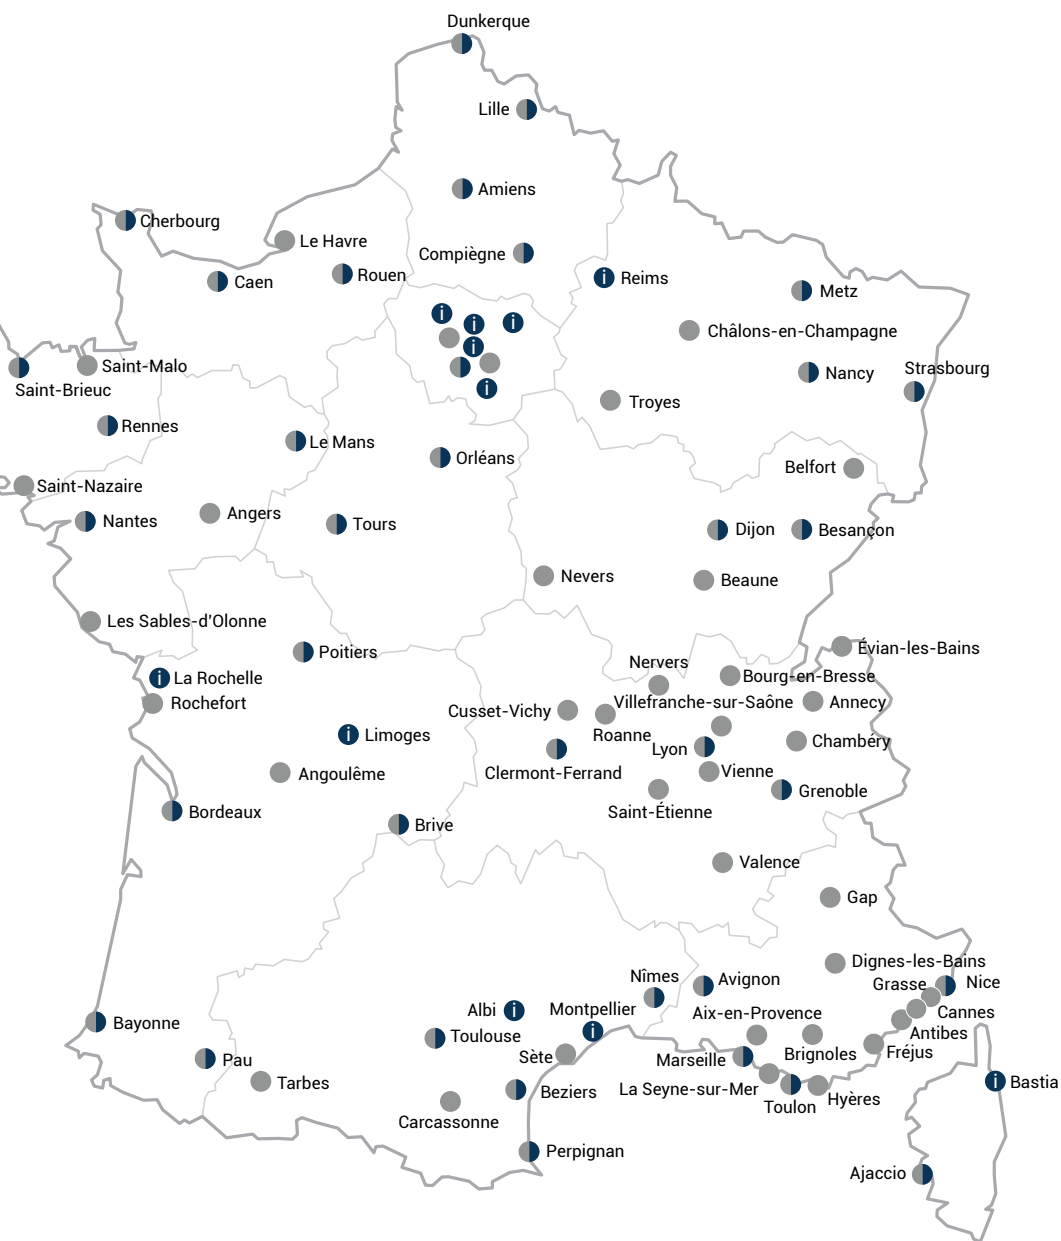 Dunkerque
Lille
Amiens
Cherbourg
Le Havre
Compiègne
Rouen
Caen
i Reims
Metz
i
i
i
Châlons-en-Champagne
i
Saint-Malo
Saint-Brieuc
Nancy
Strasbourg
i
Troyes
Rennes
Le Mans
Orléans
Belfort
Saint-Nazaire
Angers
Nantes
Tours
Dijon
Besançon
Nevers
Beaune
Les Sables-d'Olonne
Poitiers
Évian-les-Bains
Nervers
i La Rochelle
Bourg-en-Bresse
Rochefort
Villefranche-sur-Saône
Annecy
Cusset-Vichy
Roanne
i Limoges
Lyon
Chambéry
Clermont-Ferrand
Vienne
Angoulême
Grenoble
Saint-Étienne
Bordeaux
Brive
Valence
Gap
Dignes-les-Bains
Nîmes
Avignon
Grasse
Nice
Albi i
Montpellier
i
Aix-en-Provence
Cannes
Bayonne
Toulouse
Antibes
Sète
Brignoles
Fréjus
Pau
Marseille
Tarbes
Beziers
La Seyne-sur-Mer
i Bastia
Toulon
Hyères
Carcassonne
Perpignan
Ajaccio